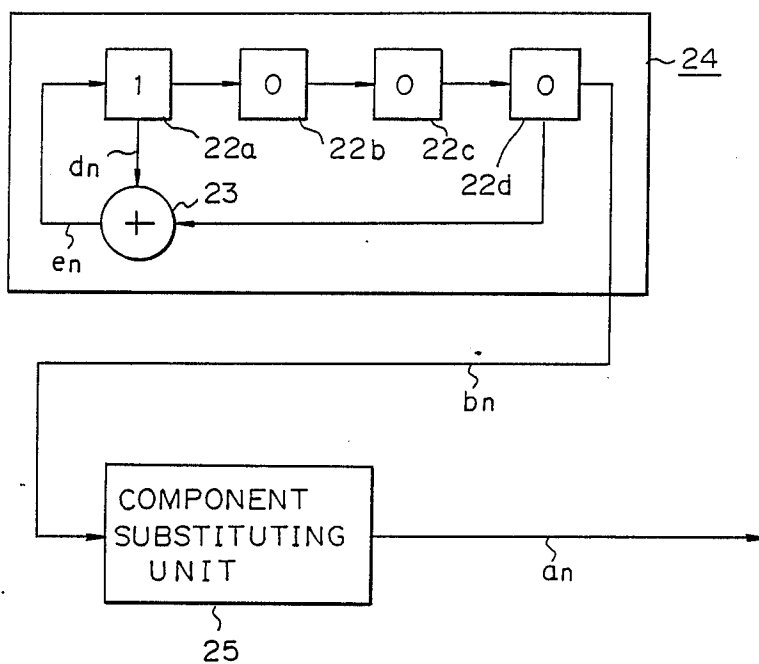 24
1 0 0 0
22a 22b 22c 22d
dn
23
+
en
bn
COMPONENT
SUBSTITUTING
UNIT
an
25